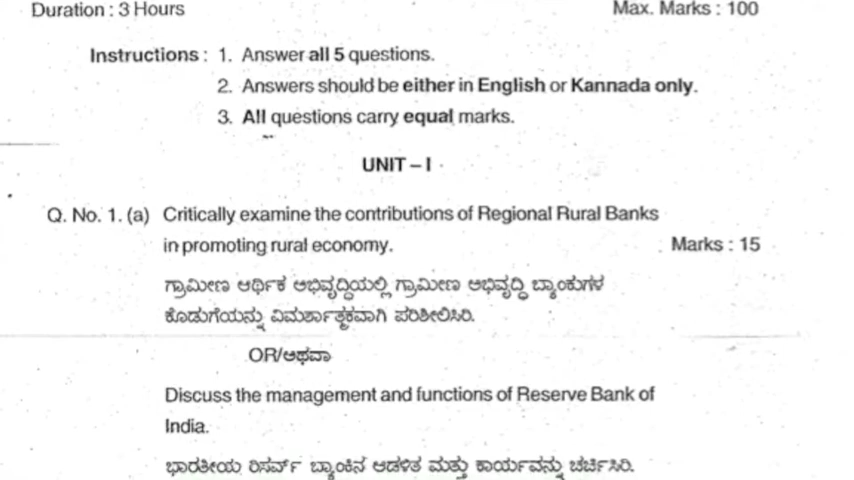 Duration : 3 Hours Max. Marks : 100
Instructions : 1. Answer all 5 questions.
2. Answers should be either in English or Kannada only.
3. All questions carry equal marks.
UNIT – I
Q. No. 1. (a) Critically examine the contributions of Regional Rural Banks
in promoting rural economy. Marks : 15
ಗ್ರಾಮೀಣ ಆರ್ಥಿಕ ಅಭಿವೃದ್ಧಿಯಲ್ಲಿ ಗ್ರಾಮೀಣ ಅಭಿವೃದ್ಧಿ ಬ್ಯಾಂಕುಗಳ
ಕೊಡುಗೆಯನ್ನು ವಿಮರ್ಶಾತ್ಮಕವಾಗಿ ಪರಿಶೀಲಿಸಿರಿ.
OR/ಅಥವಾ
Discuss the management and functions of Reserve Bank of
India.
ಭಾರತೀಯ ರಿಸರ್ವ್ ಬ್ಯಾಂಕಿನ ಆಡಳಿತ ಮತ್ತು ಕಾರ್ಯವನ್ನು ಚರ್ಚಿಸಿರಿ.